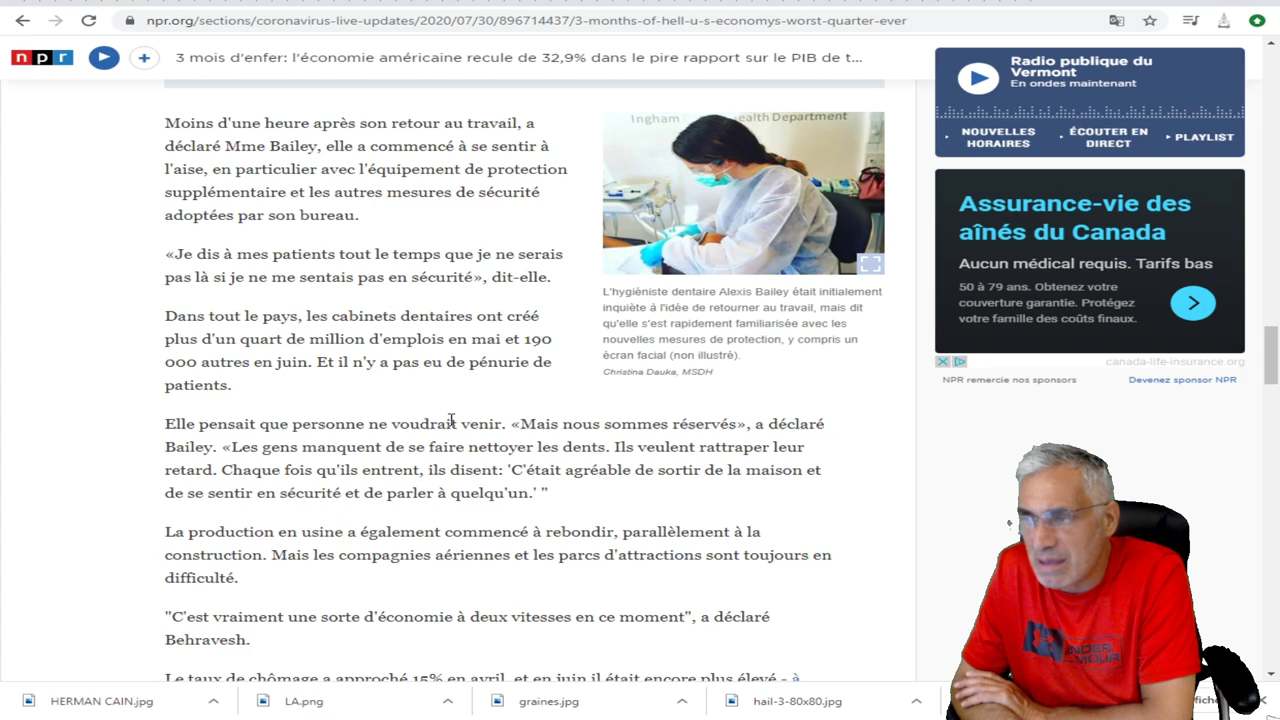 npr.org/sections/coronavirus-live-updates/2020/07/30/896714437/3-months-of-hell-u-s-economys-worst-quarter-ever
npr
3 mois d'enfer: l'économie américaine recule de 32,9% dans le pire rapport sur le PIB de t...
Moins d'une heure après son retour au travail, a
déclaré Mme Bailey, elle a commencé à se sentir à
l'aise, en particulier avec l'équipement de protection
supplémentaire et les autres mesures de sécurité
adoptées par son bureau.
«Je dis à mes patients tout le temps que je ne serais
pas là si je ne me sentais pas en sécurité», dit-elle.
Dans tout le pays, les cabinets dentaires ont créé
plus d'un quart de million d'emplois en mai et 190
000 autres en juin. Et il n'y a pas eu de pénurie de
patients.
Ingham ealth Department
L'hygiéniste dentaire Alexis Bailey était initialement
inquiète à l'idée de retourner au travail, mais dit
qu'elle s'est rapidement familiarisée avec les
nouvelles mesures de protection, y compris un
écran facial (non illustré).
Christina Dauka, MSDH
Elle pensait que personne ne voudrait venir. «Mais nous sommes réservés», a déclaré
Bailey. «Les gens manquent de se faire nettoyer les dents. Ils veulent rattraper leur
retard. Chaque fois qu'ils entrent, ils disent: 'C'était agréable de sortir de la maison et
de se sentir en sécurité et de parler à quelqu'un.' "
La production en usine a également commencé à rebondir, parallèlement à la
construction. Mais les compagnies aériennes et les parcs d'attractions sont toujours en
difficulté.
"C'est vraiment une sorte d'économie à deux vitesses en ce moment", a déclaré
Behravesh.
Le taux de chômage a approché 15% en avril, et en juin il était encore plus élevé - à
Radio publique du
Vermont
En ondes maintenant
NOUVELLES
HORAIRES
ÉCOUTER EN
DIRECT
PLAYLIST
Assurance-vie des
aînés du Canada
Aucun médical requis. Tarifs bas
50 à 79 ans. Obtenez votre
couverture garantie. Protégez
votre famille des coûts finaux.
canada-life-insurance.org
NPR remercie nos sponsors
Devenez sponsor NPR
NDER
MOUR
HERMAN CAIN.jpg
LA.png
graines.jpg
hail-3-80x80.jpg